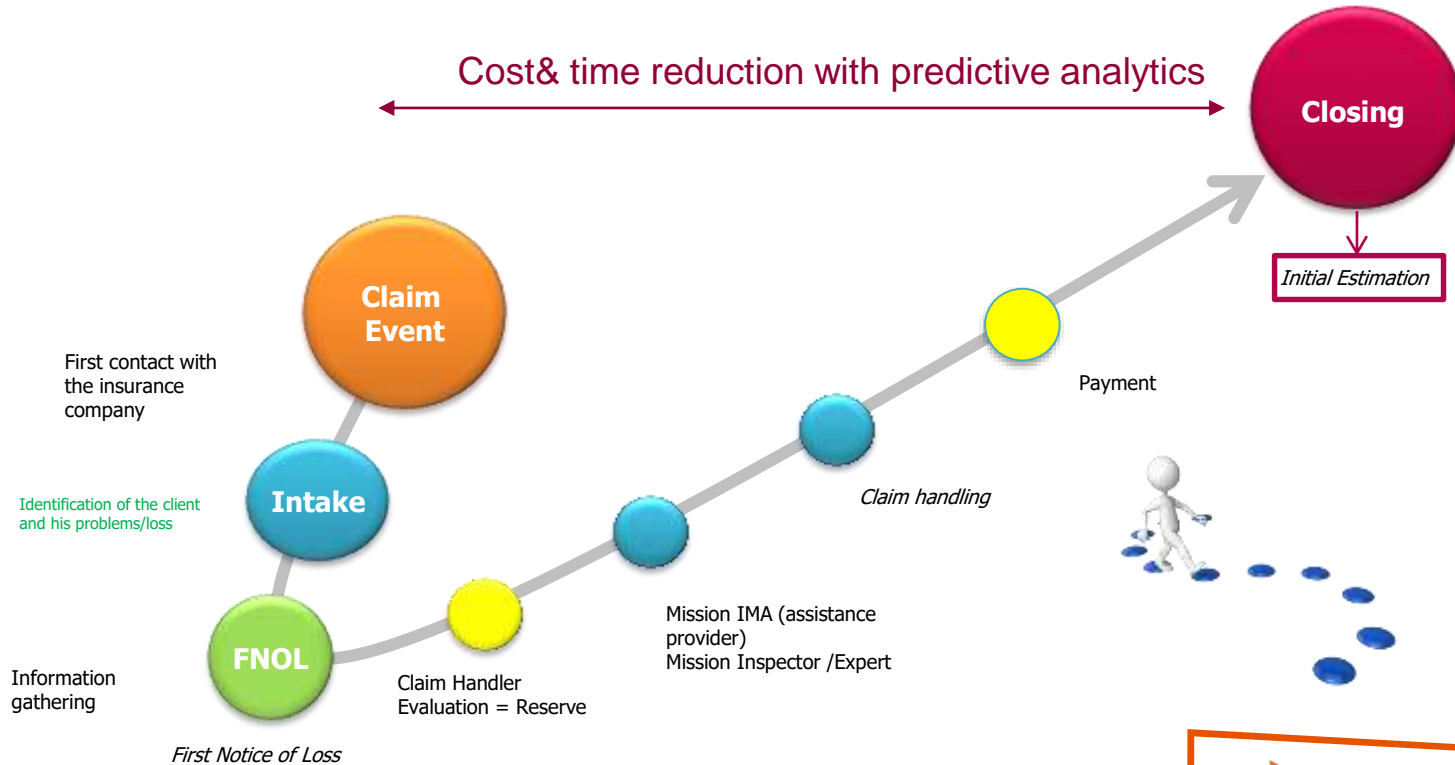 Cost& time reduction with predictive analytics
Closing
Initial Estimation
Claim
Event
First contact with
the insurance
company
Payment
Intake
Identification of the client
and his problems/loss
Claim handling
Mission IMA (assistance
provider)
Mission Inspector /Expert
FNOL
Information
gathering
Claim Handler
Evaluation = Reserve
First Notice of Loss